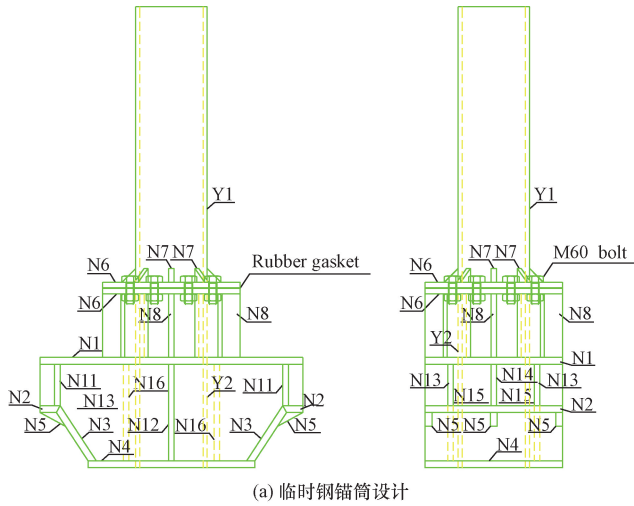 Y1
N7 N7
N6
Rubber gasket
N6
N8 N8
N1
N11 N16 Y2 N11
N2 N13 N2
N5 N3 N12 N16 N3 N5
N4
Y1
N7 N7
M60 bolt
N6
N6
N8 N8
Y2
N1
N14
N13 N13
N15 N15
N2
N5 N5 N5
N4
(a) 临时钢锚筒设计